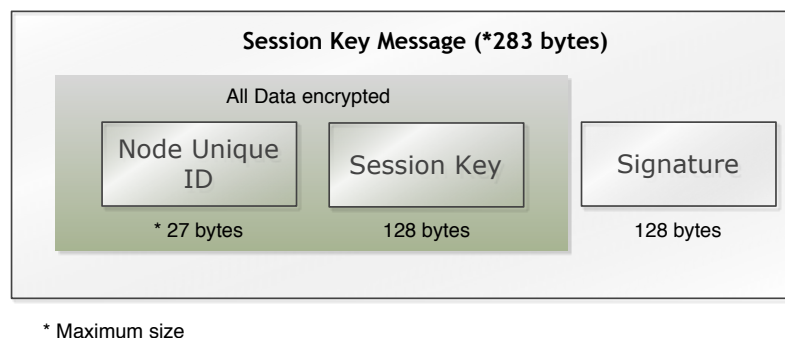 Session Key Message (*283 bytes)
All Data encrypted
Node Unique
ID
Session Key
Signature
* 27 bytes
128 bytes
128 bytes
* Maximum size